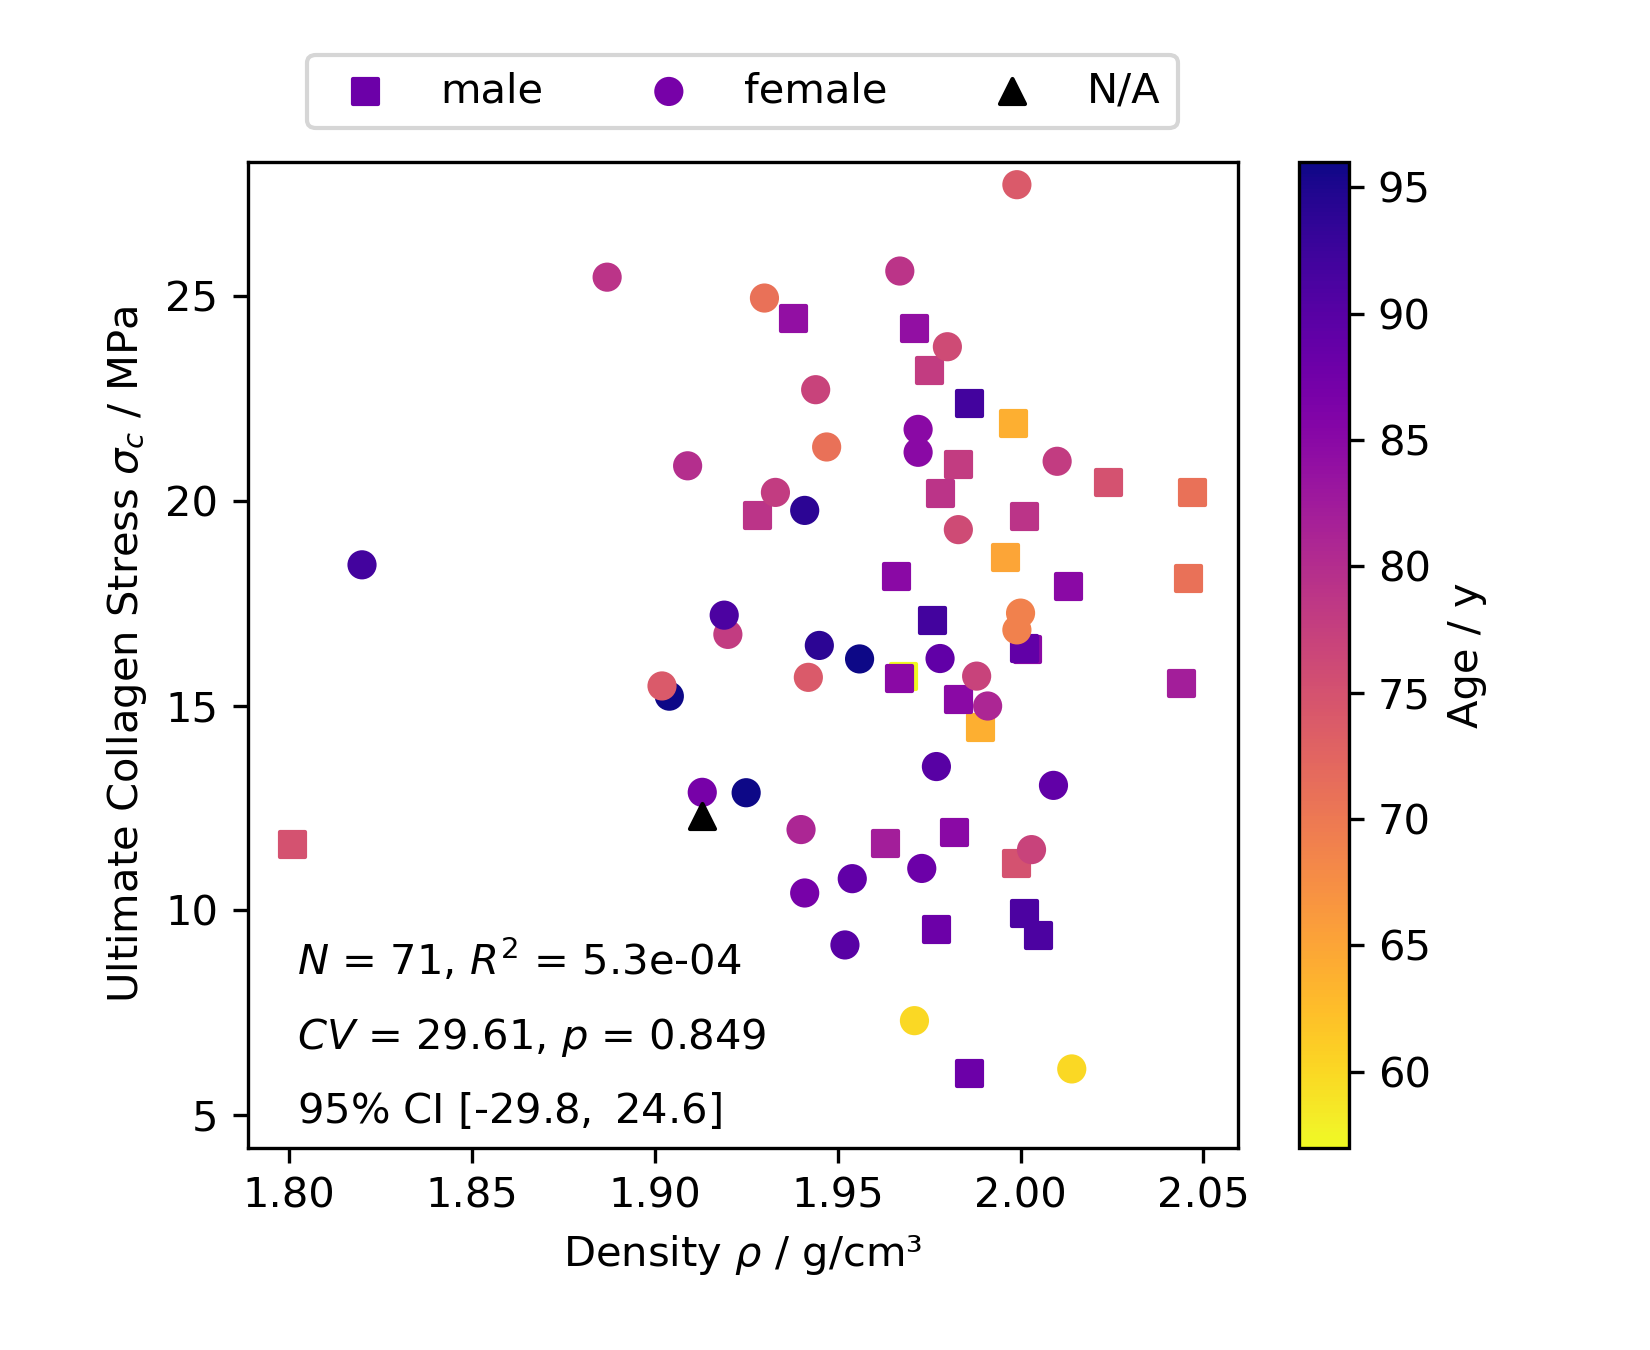 male female N/A
Ultimate Collagen Stress σc / MPa
25
20
15
10
5
N = 71, R² = 5.3e-04
CV = 29.61, p = 0.849
95% CI [-29.8, 24.6]
1.80 1.85 1.90 1.95 2.00 2.05
Density ρ / g/cm³
95
90
85
80
75
70
65
60
Age / y